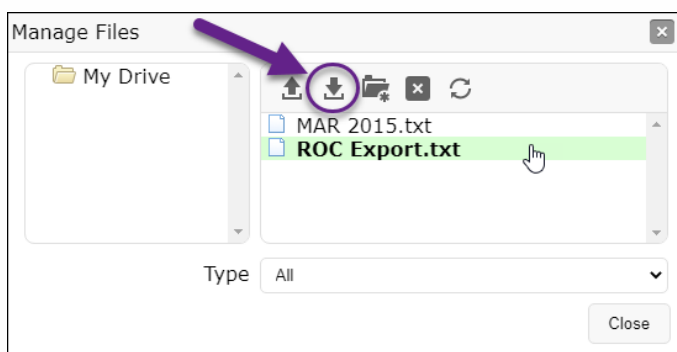 Manage Files
My Drive
MAR 2015.txt
ROC Export.txt
Type
All
Close